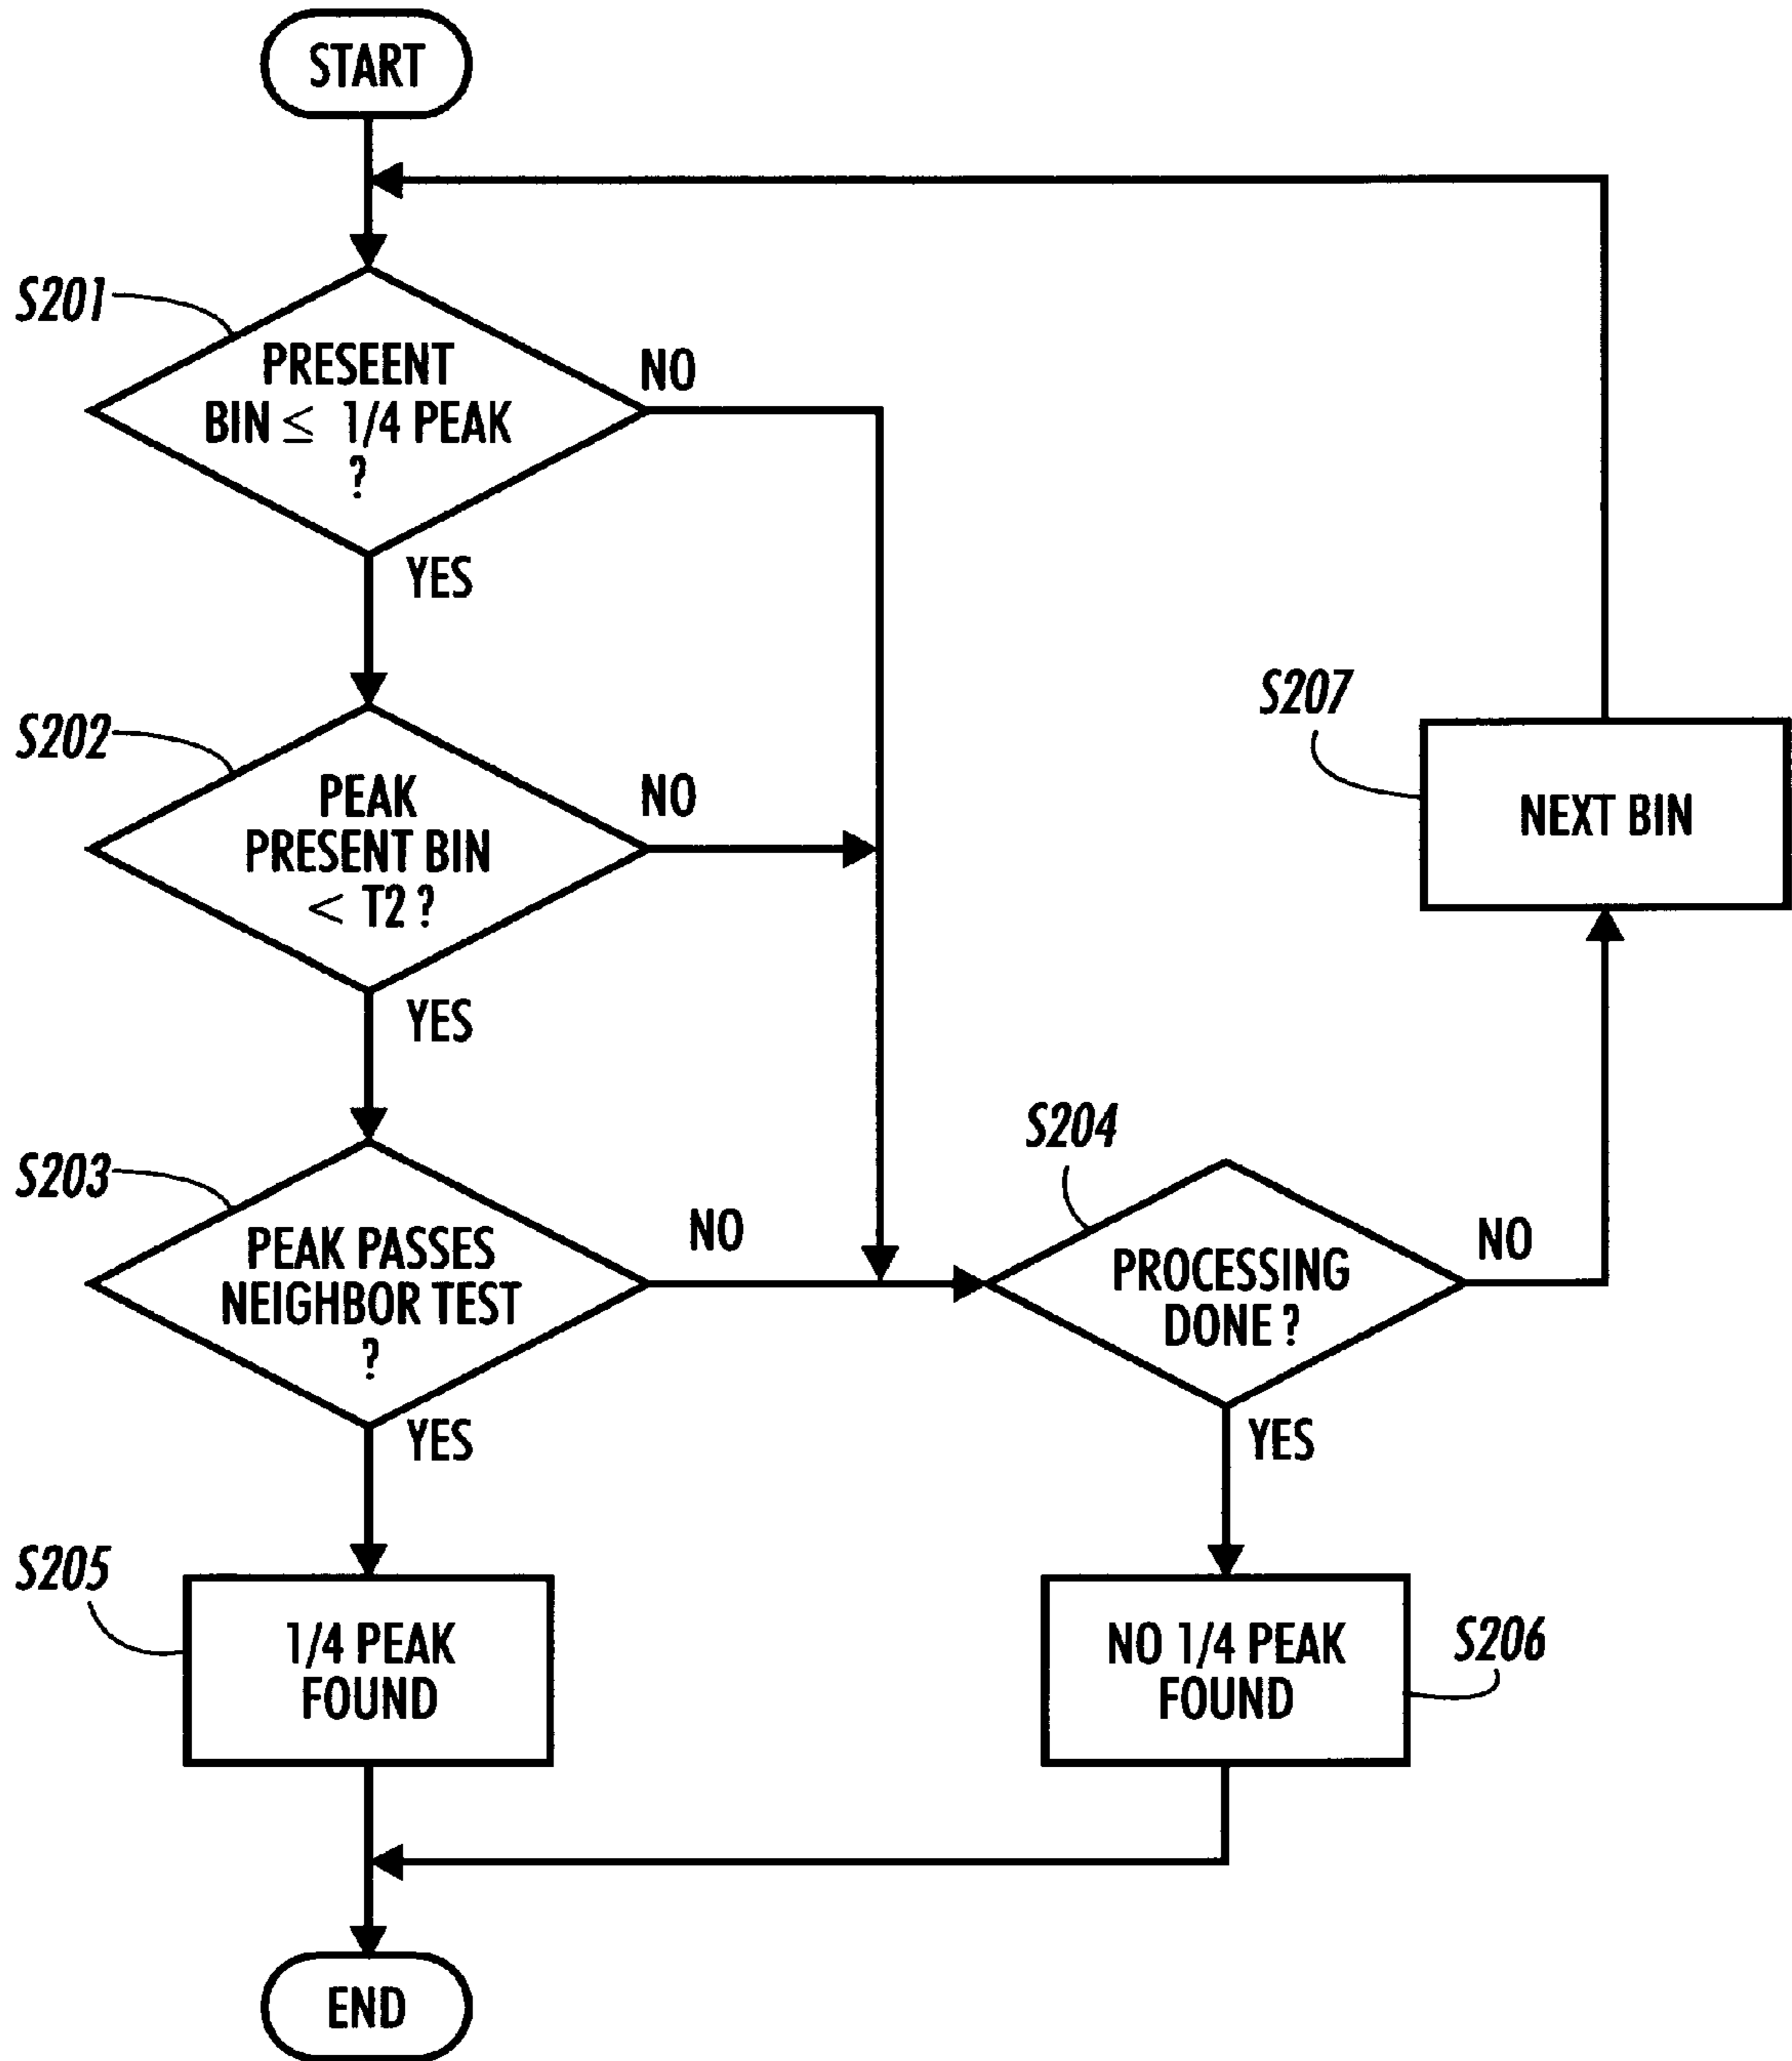 START
S201
PRESEENT
BIN ≤ 1/4 PEAK
?
NO
YES
S202
PEAK
PRESENT BIN
< T2 ?
NO
YES
S207
NEXT BIN
S203
PEAK PASSES
NEIGHBOR TEST
?
NO
YES
S204
PROCESSING
DONE ?
NO
YES
S205
1/4 PEAK
FOUND
NO 1/4 PEAK
FOUND
S206
END